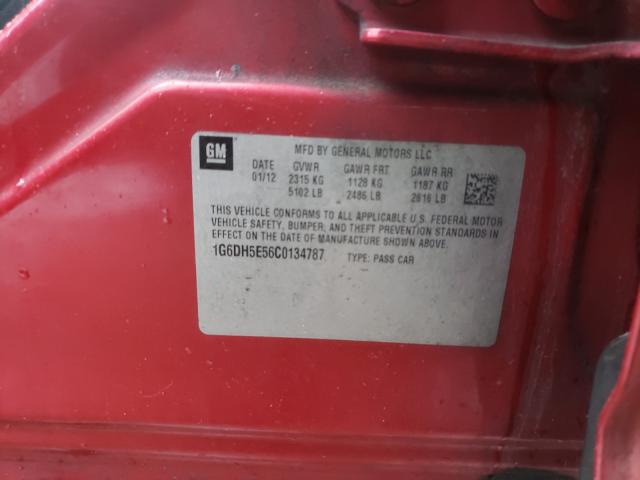 GM
MFD BY GENERAL MOTORS LLC
DATE GVWR GAWR FRT GAWR RR
01/12 2315 KG 1128 KG 1187 KG
5102 LB 2486 LB 2616 LB
THIS VEHICLE CONFORMS TO ALL APPLICABLE U.S. FEDERAL MOTOR
VEHICLE SAFETY, BUMPER, AND THEFT PREVENTION STANDARDS IN
EFFECT ON THE DATE OF MANUFACTURE SHOWN ABOVE.
1G6DH5E56C0134787 TYPE: PASS CAR